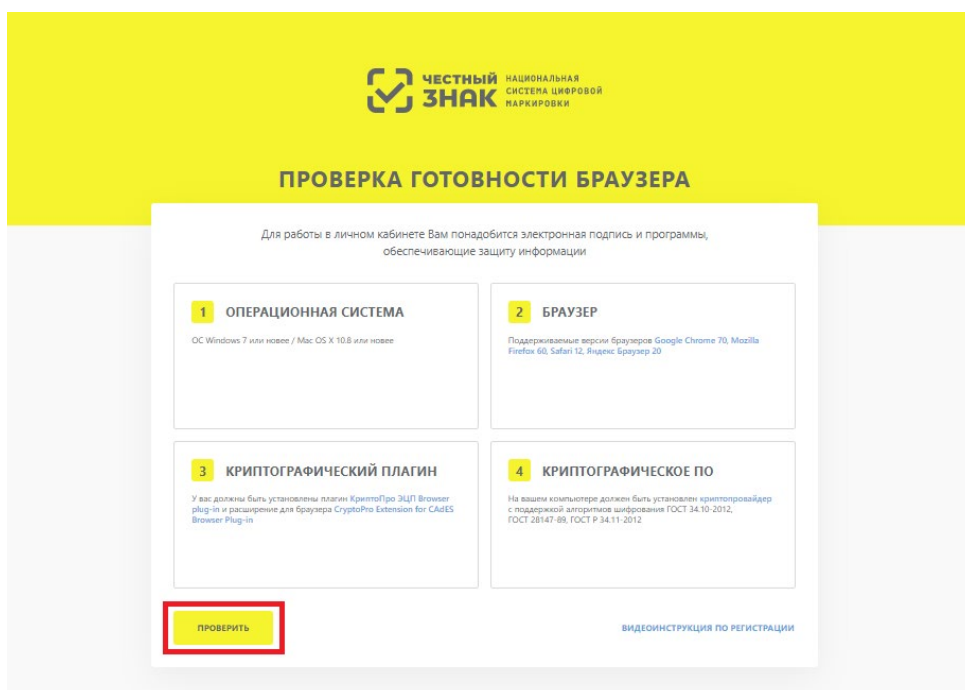 ЧЕСТНЫЙ
ЗНАК
НАЦИОНАЛЬНАЯ
СИСТЕМА ЦИФРОВОЙ
МАРКИРОВКИ
ПРОВЕРКА ГОТОВНОСТИ БРАУЗЕРА
Для работы в личном кабинете Вам понадобится электронная подпись и программы,
обеспечивающие защиту информации
1 ОПЕРАЦИОННАЯ СИСТЕМА
ОС Windows 7 или новее / Mac OS X 10.8 или новее
2 БРАУЗЕР
Поддерживаемые версии браузеров Google Chrome 70, Mozilla
Firefox 60, Safari 12, Яндекс Браузер 20
3 КРИПТОГРАФИЧЕСКИЙ ПЛАГИН
У вас должны быть установлены плагин КриптоПро ЭЦП Browser
plug-in и расширение для браузера CryptoPro Extension for CAdES
Browser Plug-in
4 КРИПТОГРАФИЧЕСКОЕ ПО
На вашем компьютере должен быть установлен криптопровайдер
с поддержкой алгоритмов шифрования ГОСТ 34.10-2012,
ГОСТ 28147-89, ГОСТ Р 34.11-2012
ПРОВЕРИТЬ
ВИДЕОИНСТРУКЦИЯ ПО РЕГИСТРАЦИИ